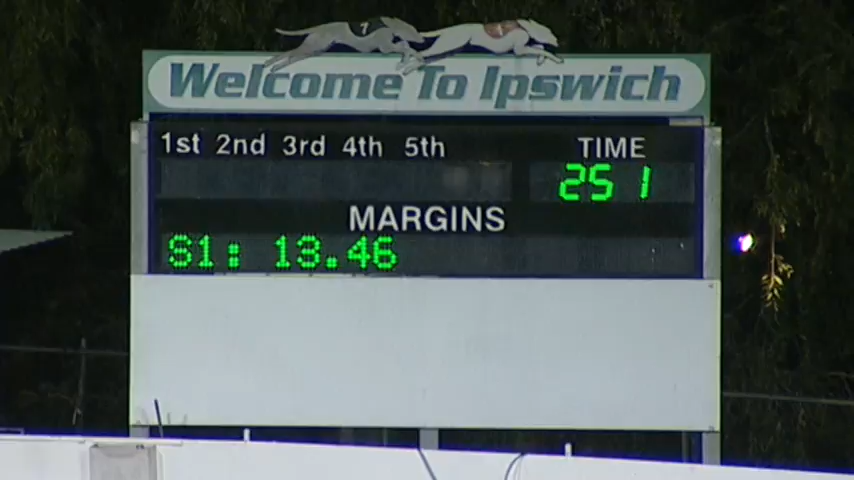 Welcome To Ipswich
1st 2nd 3rd 4th 5th TIME
25 1
MARGINS
S1: 13.46